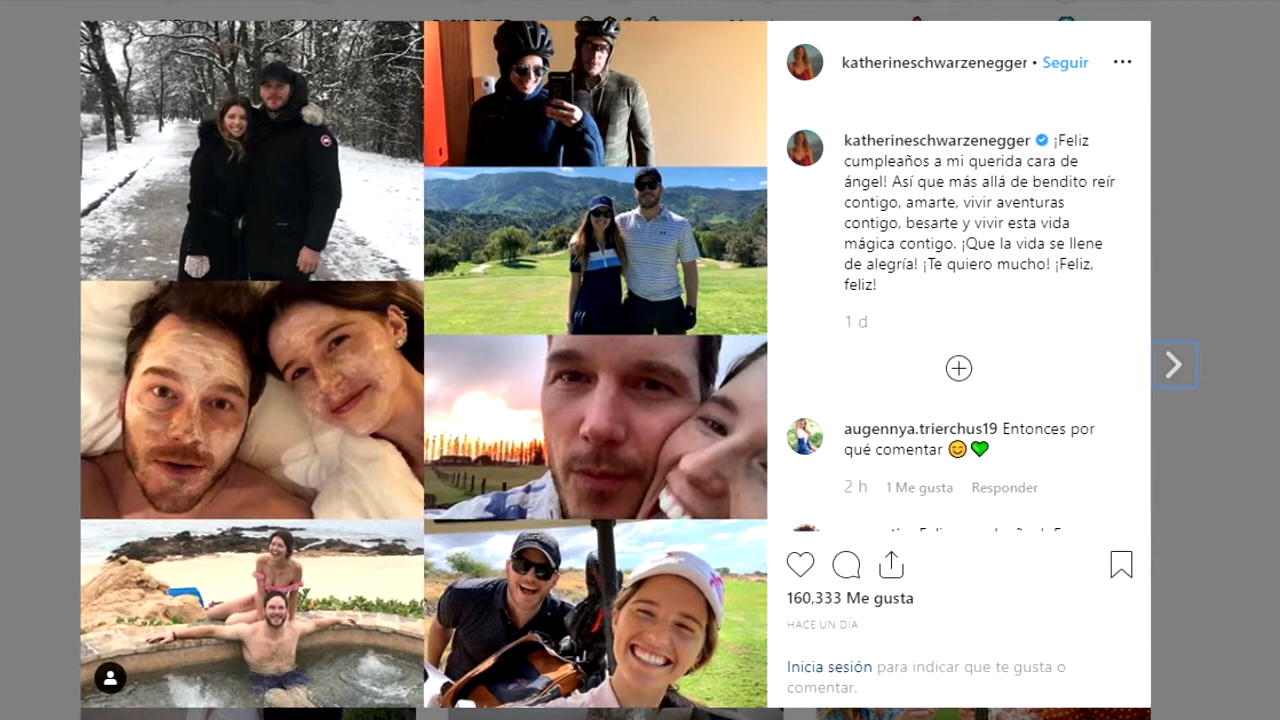 katherineschwarzenegger • Seguir
katherineschwarzenegger ¡Feliz
cumpleaños a mi querida cara de
ángel! Así que más allá de bendito reír
contigo, amarte, vivir aventuras
contigo, besarte y vivir esta vida
mágica contigo. ¡Que la vida se llene
de alegría! ¡Te quiero mucho! ¡Feliz,
feliz!
1 d
augennya.trierchus19 Entonces por
qué comentar 😊💚
2 h 1 Me gusta Responder
160,333 Me gusta
HACE UN DÍA
Inicia sesión para indicar que te gusta o
comentar.